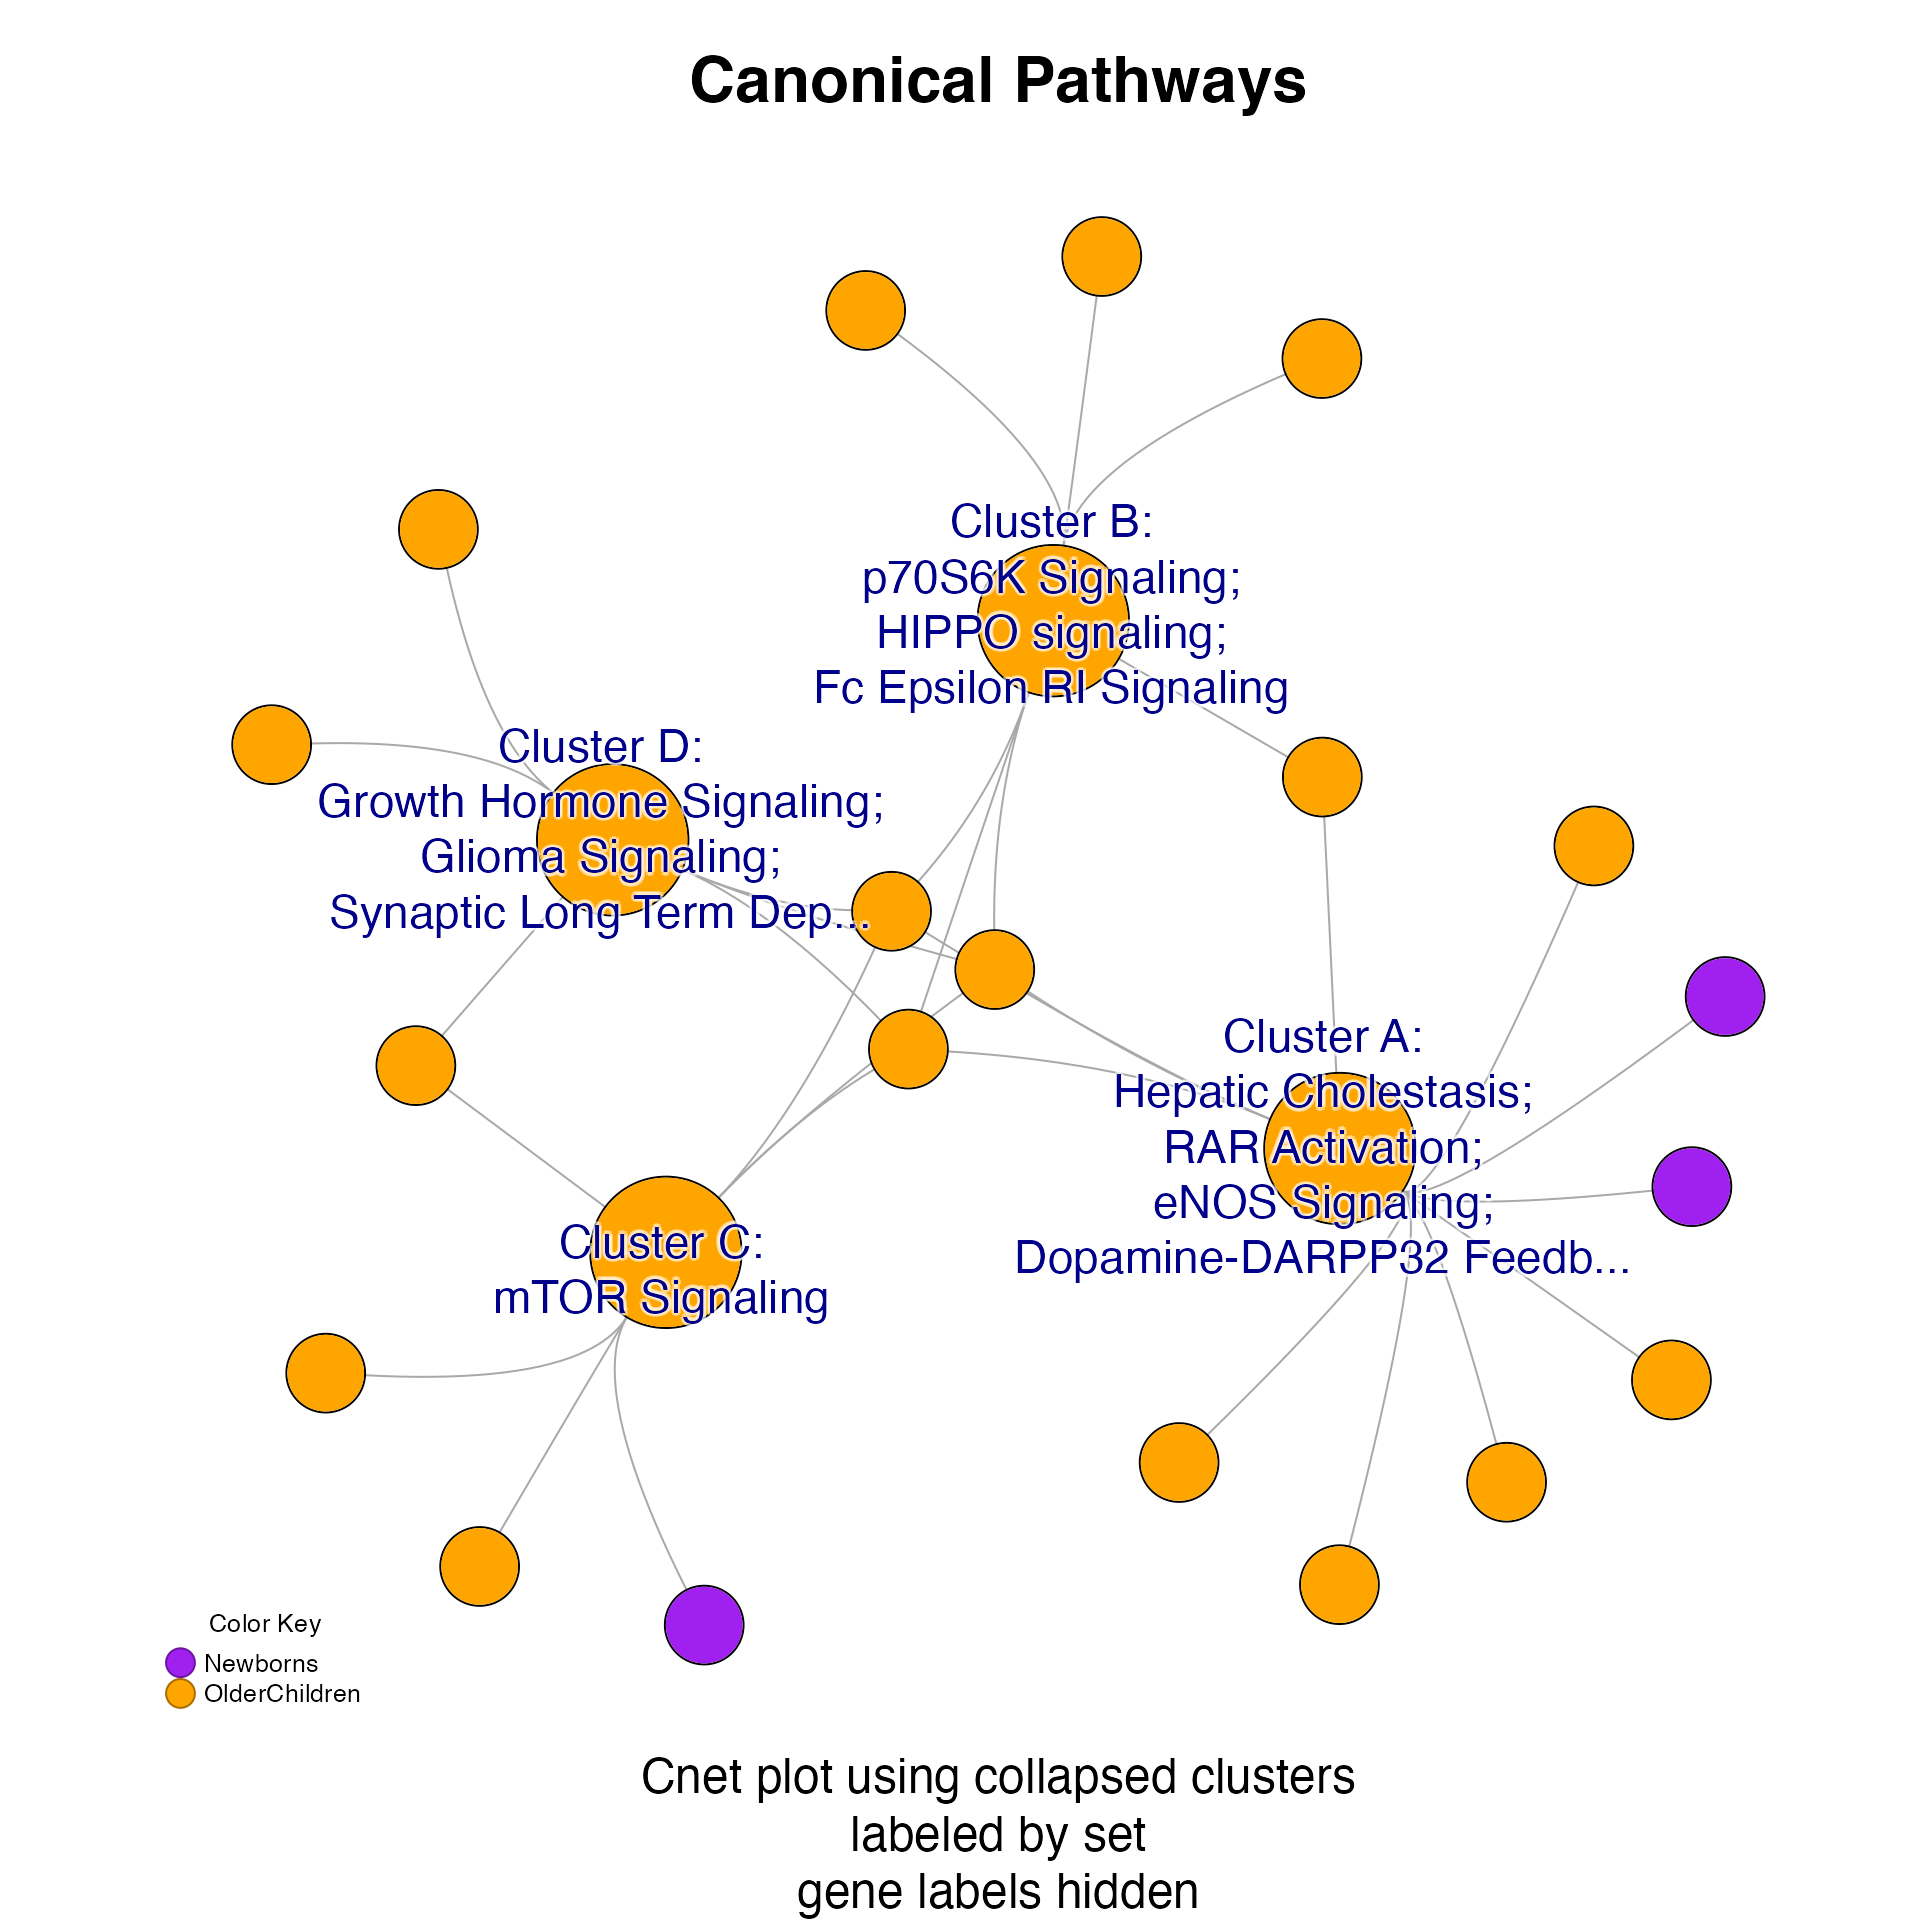 Canonical Pathways
Cluster B:
p70S6K Signaling;
HIPPO signaling;
Fc Epsilon RI Signaling
Cluster D:
Growth Hormone Signaling;
Glioma Signaling;
Synaptic Long Term Dep...
Cluster A:
Hepatic Cholestasis;
RAR Activation;
eNOS Signaling;
Dopamine-DARPP32 Feedb...
Cluster C:
mTOR Signaling
Color Key
Newborns
OlderChildren
Cnet plot using collapsed clusters
labeled by set
gene labels hidden